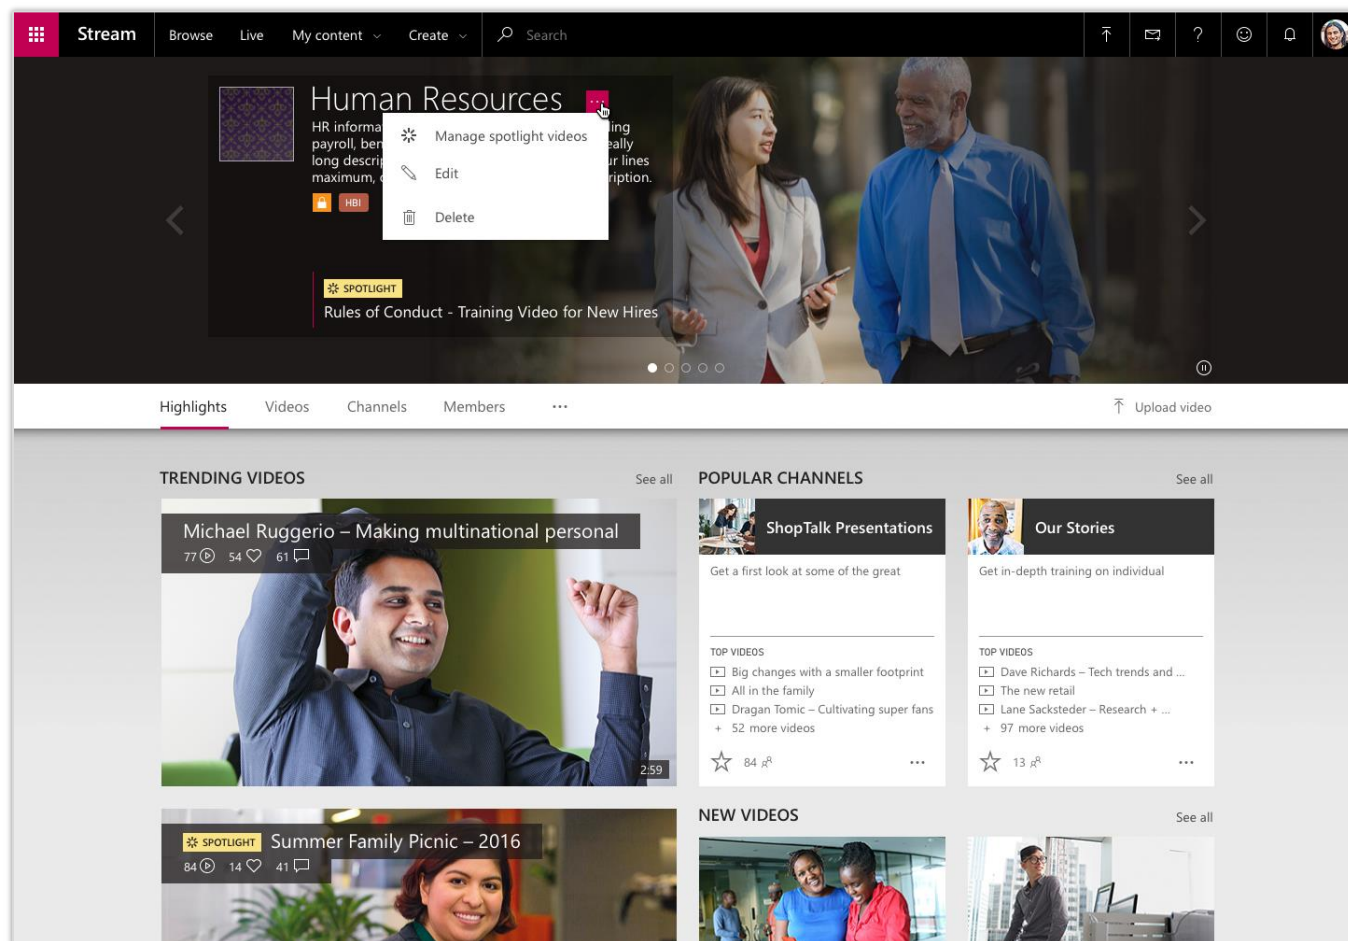 Stream Browse Live My content Create Search
Human Resources ...
HR informa ling
payroll, ben eally
long descrip ur lines
maximum, ription.
Manage spotlight videos
Edit
Delete
HBI
SPOTLIGHT
Rules of Conduct - Training Video for New Hires
Highlights Videos Channels Members ... Upload video
TRENDING VIDEOS See all
Michael Ruggerio – Making multinational personal
77 54 61
2:59
SPOTLIGHT Summer Family Picnic – 2016
84 14 41
POPULAR CHANNELS See all
ShopTalk Presentations
Get a first look at some of the great
TOP VIDEOS
Big changes with a smaller footprint
All in the family
Dragan Tomic – Cultivating super fans
+ 52 more videos
84 ...
Our Stories
Get in-depth training on individual
TOP VIDEOS
Dave Richards – Tech trends and ...
The new retail
Lane Sacksteder – Research + ...
+ 97 more videos
13 ...
NEW VIDEOS See all